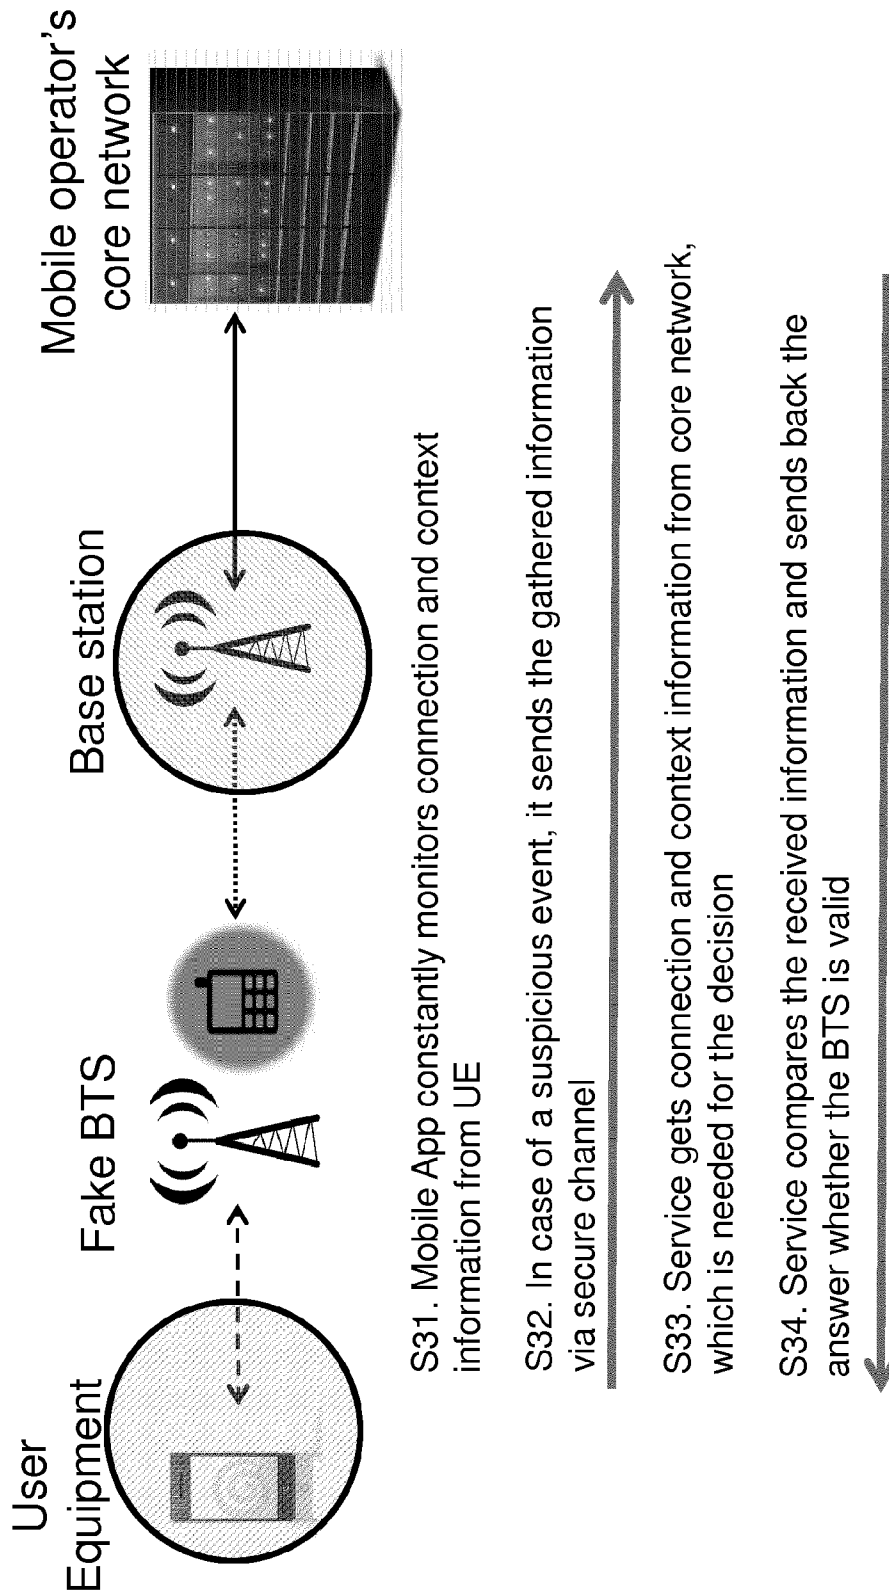 User
Equipment
Fake BTS
Base station
Mobile operator's
core network
S31. Mobile App constantly monitors connection and context
information from UE
S32. In case of a suspicious event, it sends the gathered information
via secure channel
S33. Service gets connection and context information from core network,
which is needed for the decision
S34. Service compares the received information and sends back the
answer whether the BTS is valid